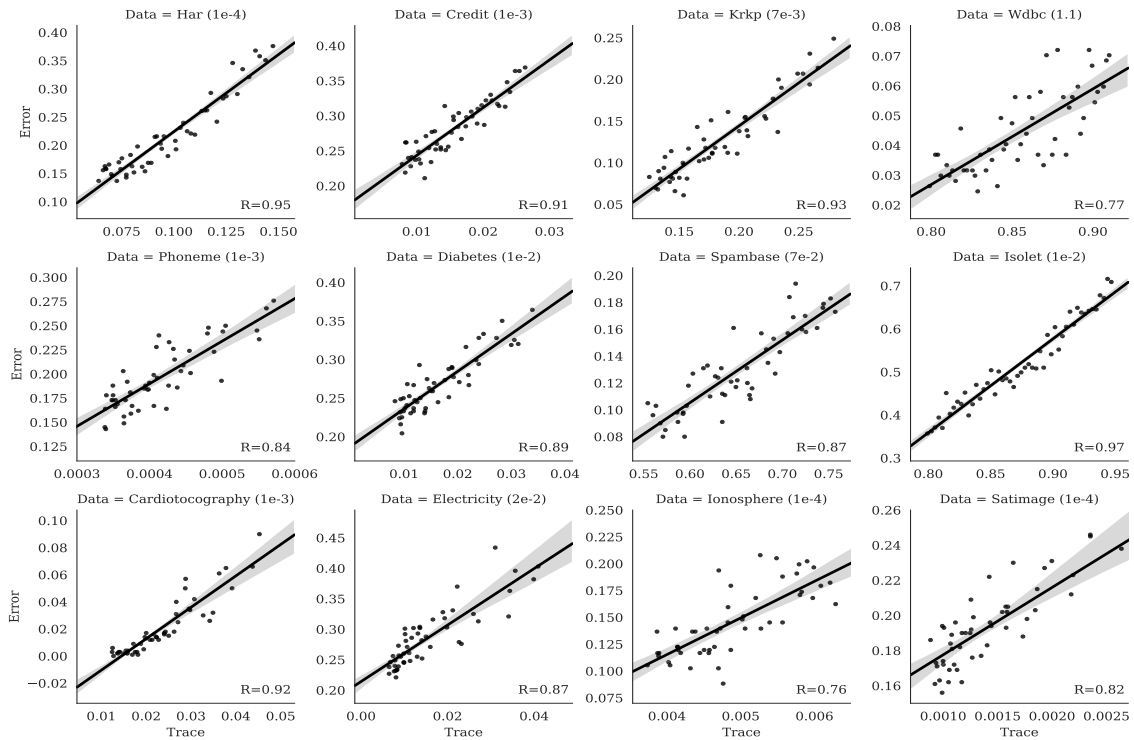 Data = Har (1e-4)
0.40
0.35
0.30
0.25
0.20
0.15
0.10
Error
R=0.95
0.075 0.100 0.125 0.150
Data = Credit (1e-3)
0.40
0.35
0.30
0.25
0.20
R=0.91
0.01 0.02 0.03
Data = Krkp (7e-3)
0.25
0.20
0.15
0.10
0.05
R=0.93
0.15 0.20 0.25
Data = Wdbc (1.1)
0.08
0.07
0.06
0.05
0.04
0.03
0.02
R=0.77
0.80 0.85 0.90
Data = Phoneme (1e-3)
0.300
0.275
0.250
0.225
0.200
0.175
0.150
0.125
Error
R=0.84
0.0003 0.0004 0.0005 0.0006
Data = Diabetes (1e-2)
0.40
0.35
0.30
0.25
0.20
R=0.89
0.01 0.02 0.03 0.04
Data = Spambase (7e-2)
0.20
0.18
0.16
0.14
0.12
0.10
0.08
R=0.87
0.55 0.60 0.65 0.70 0.75
Data = Isolet (1e-2)
0.7
0.6
0.5
0.4
0.3
R=0.97
0.80 0.85 0.90 0.95
Data = Cardiotocography (1e-3)
0.10
0.08
0.06
0.04
0.02
0.00
−0.02
Error
R=0.92
0.01 0.02 0.03 0.04 0.05
Trace
Data = Electricity (2e-2)
0.45
0.40
0.35
0.30
0.25
0.20
R=0.87
0.00 0.02 0.04
Trace
Data = Ionosphere (1e-4)
0.250
0.225
0.200
0.175
0.150
0.125
0.100
0.075
R=0.76
0.004 0.005 0.006
Trace
Data = Satimage (1e-4)
0.26
0.24
0.22
0.20
0.18
0.16
R=0.82
0.0010 0.0015 0.0020 0.0025
Trace